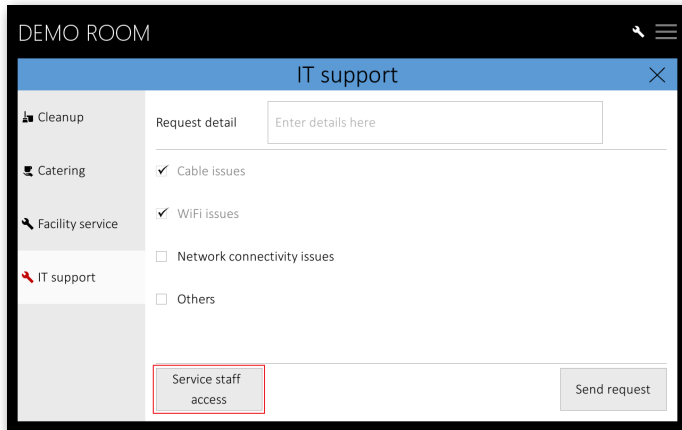 DEMO ROOM
IT support
Cleanup
Catering
Facility service
IT support
Request detail
Enter details here
Cable issues
WiFi issues
Network connectivity issues
Others
Service staff
access
Send request